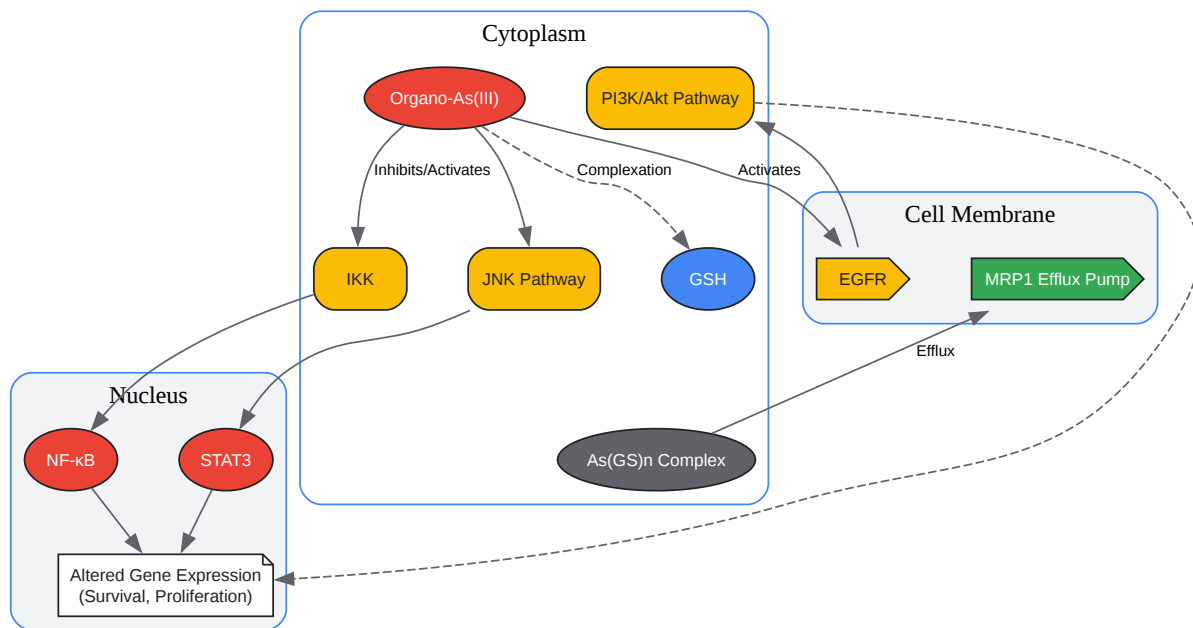 Cytoplasm
Organo-As(III)
PI3K/Akt Pathway
Inhibits/Activates
Complexation
Activates
Cell Membrane
IKK
JNK Pathway
GSH
EGFR
MRP1 Efflux Pump
Efflux
Nucleus
NF-κB
STAT3
As(GS)n Complex
Altered Gene Expression
(Survival, Proliferation)